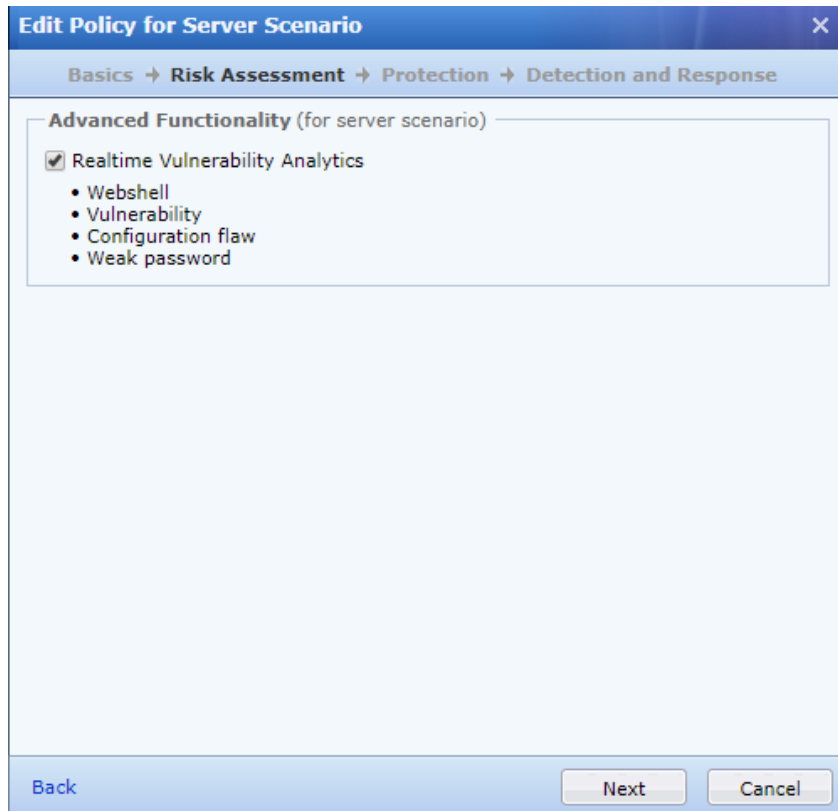 Edit Policy for Server Scenario ×
Basics → Risk Assessment → Protection → Detection and Response
Advanced Functionality (for server scenario)
Realtime Vulnerability Analytics
• Webshell
• Vulnerability
• Configuration flaw
• Weak password
Back Next Cancel